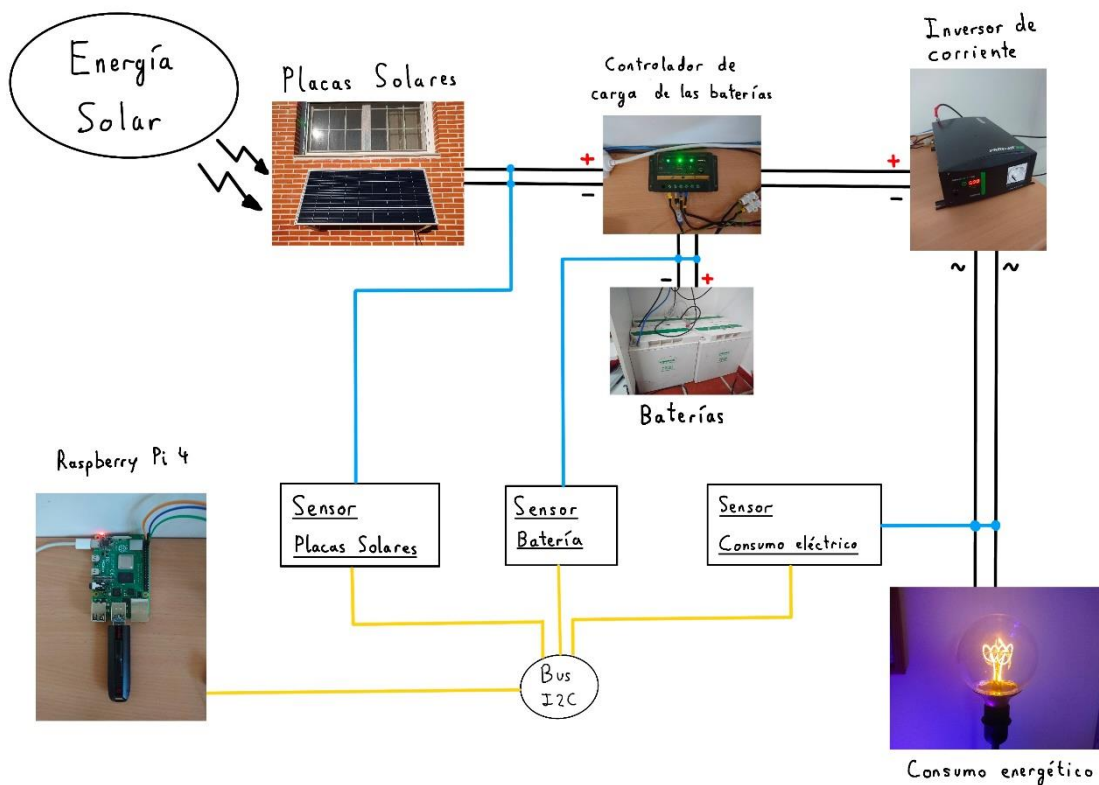 Energía
Solar
Placas Solares
Controlador de
carga de las baterías
Inversor de
corriente
+
-
+
-
- +
~ ~
Baterías
Raspberry Pi 4
Sensor
Placas Solares
Sensor
Batería
Sensor
Consumo eléctrico
Bus
I2C
Consumo energético